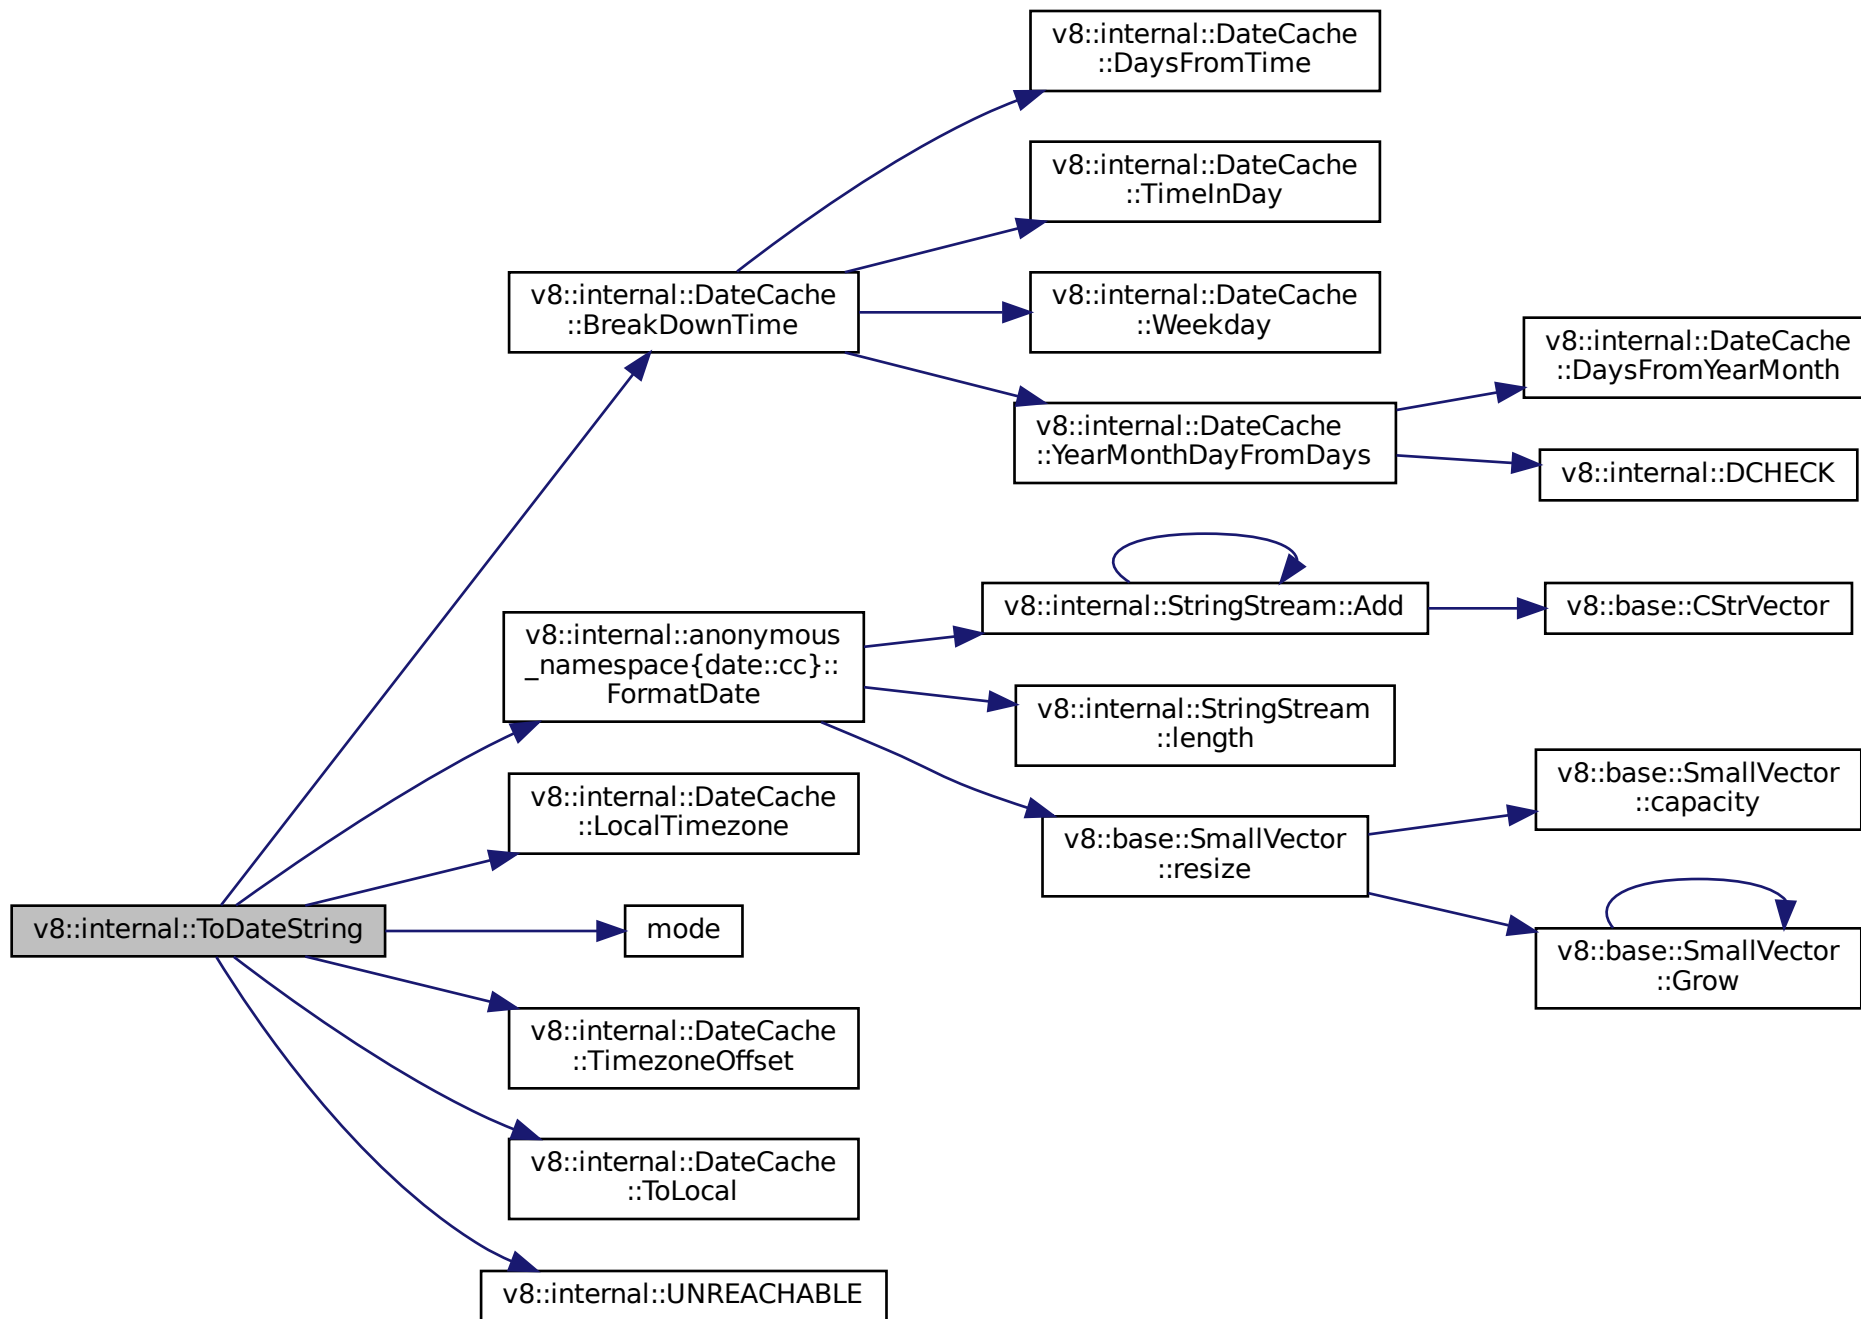 v8::internal::DateCache
::DaysFromTime
v8::internal::DateCache
::TimeInDay
v8::internal::DateCache
::BreakDownTime
v8::internal::DateCache
::Weekday
v8::internal::DateCache
::DaysFromYearMonth
v8::internal::DateCache
::YearMonthDayFromDays
v8::internal::DCHECK
v8::internal::StringStream::Add
v8::base::CStrVector
v8::internal::anonymous
_namespace{date::cc}::
FormatDate
v8::internal::StringStream
::length
v8::base::SmallVector
::capacity
v8::internal::DateCache
::LocalTimezone
v8::base::SmallVector
::resize
v8::internal::ToDateString
mode
v8::base::SmallVector
::Grow
v8::internal::DateCache
::TimezoneOffset
v8::internal::DateCache
::ToLocal
v8::internal::UNREACHABLE